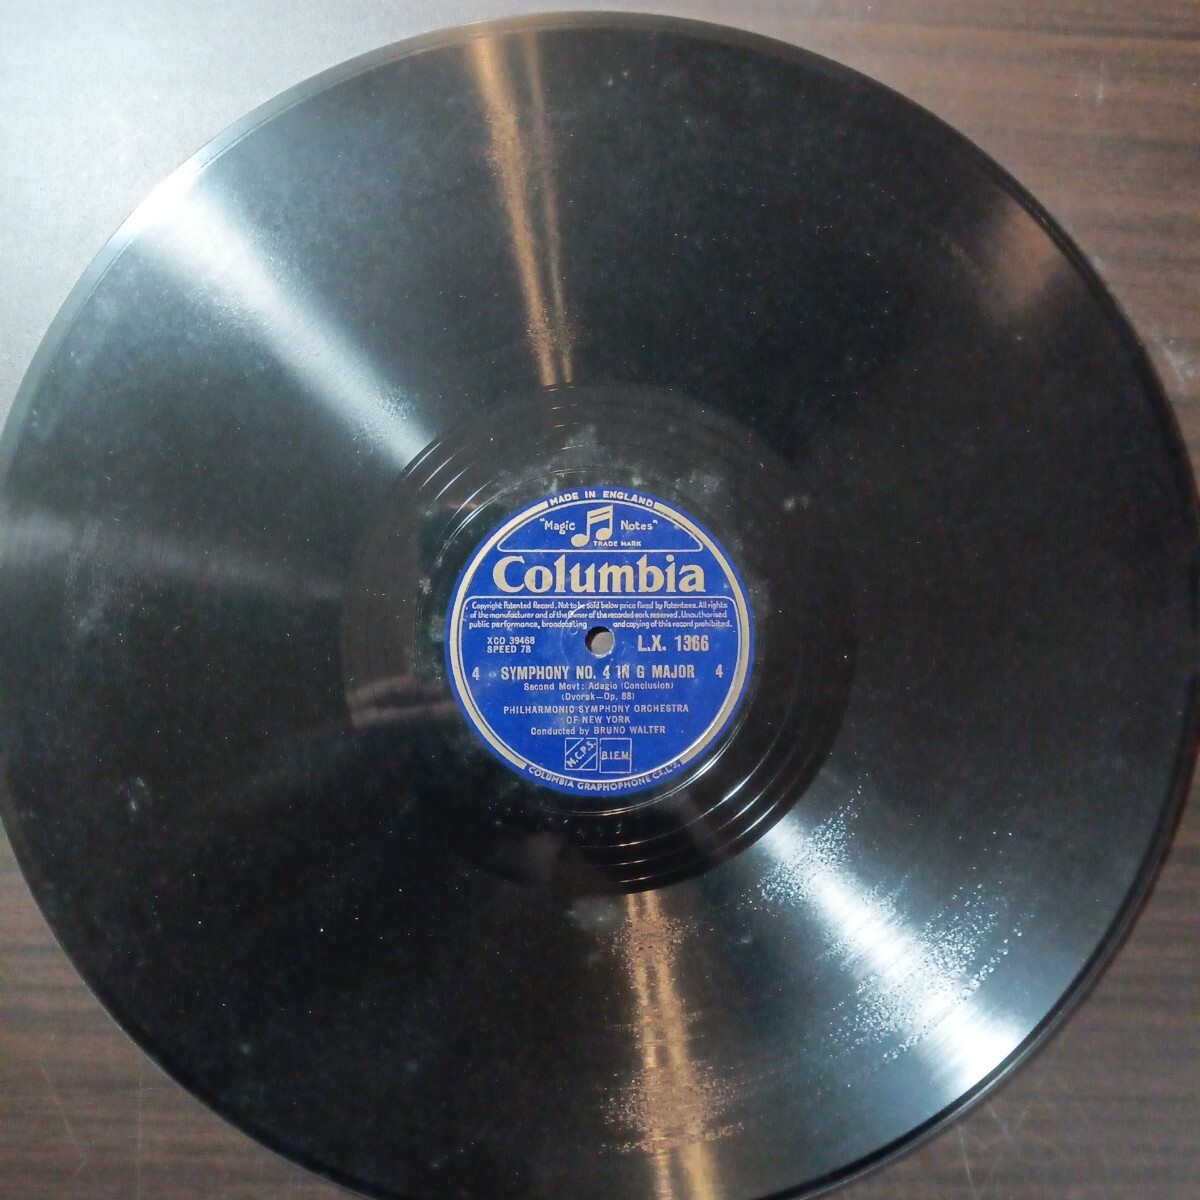 MADE IN ENGLAND
"Magic Notes"
TRADE MARK
Columbia
Copyright Patented Record. Not to be sold below price fixed by Patentees. All rights
of the manufacturer and of the Owner of the recorded work reserved. Unauthorised
public performance, broadcasting and copying of this record prohibited.
XCO 39468 L.X. 1366
SPEED 78
4 SYMPHONY NO. 4 IN G MAJOR 4
Second Movt: Adagio (Conclusion)
(Dvorak—Op. 88)
PHILHARMONIC SYMPHONY ORCHESTRA
OF NEW YORK
Conducted by BRUNO WALTER
M.C.P.S. B.I.E.M.
COLUMBIA GRAPHOPHONE Co. LTD.